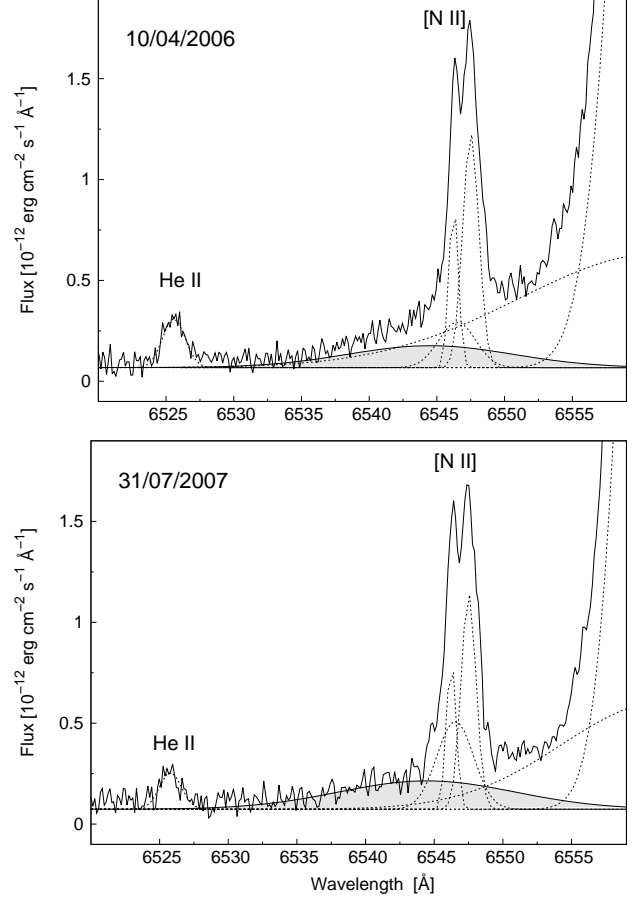 [N II]
10/04/2006
1.5
1
0.5
0
He II
Flux [10⁻¹² erg cm⁻² s⁻¹ Å⁻¹]
6525 6530 6535 6540 6545 6550 6555
[N II]
31/07/2007
1.5
1
0.5
0
He II
Flux [10⁻¹² erg cm⁻² s⁻¹ Å⁻¹]
6525 6530 6535 6540 6545 6550 6555
Wavelength [Å]